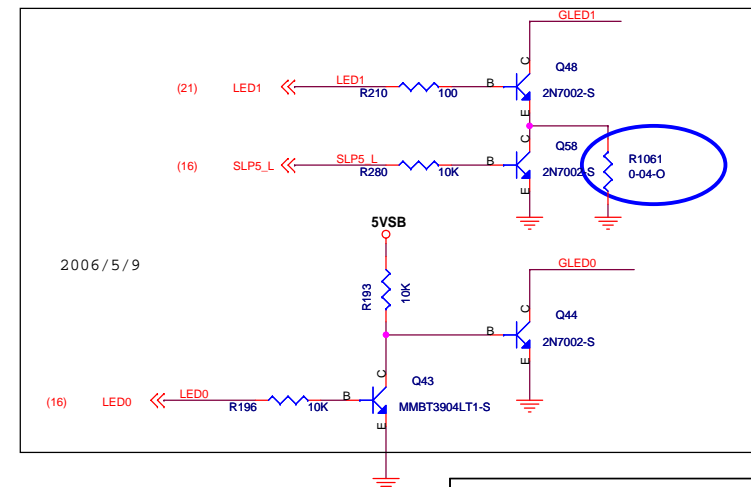 GLED1
C
Q48
(21) LED1 LED1 B
R210 100 2N7002-S
E
C
Q58
(16) SLP5_L SLP5_L B
R280 10K 2N7002-S
E
R1061
0-04-O
5VSB
2006/5/9
R193 10K
GLED0
C
Q44
B
2N7002-S
E
C
Q43
(16) LED0 LED0 B
R196 10K MMBT3904LT1-S
E